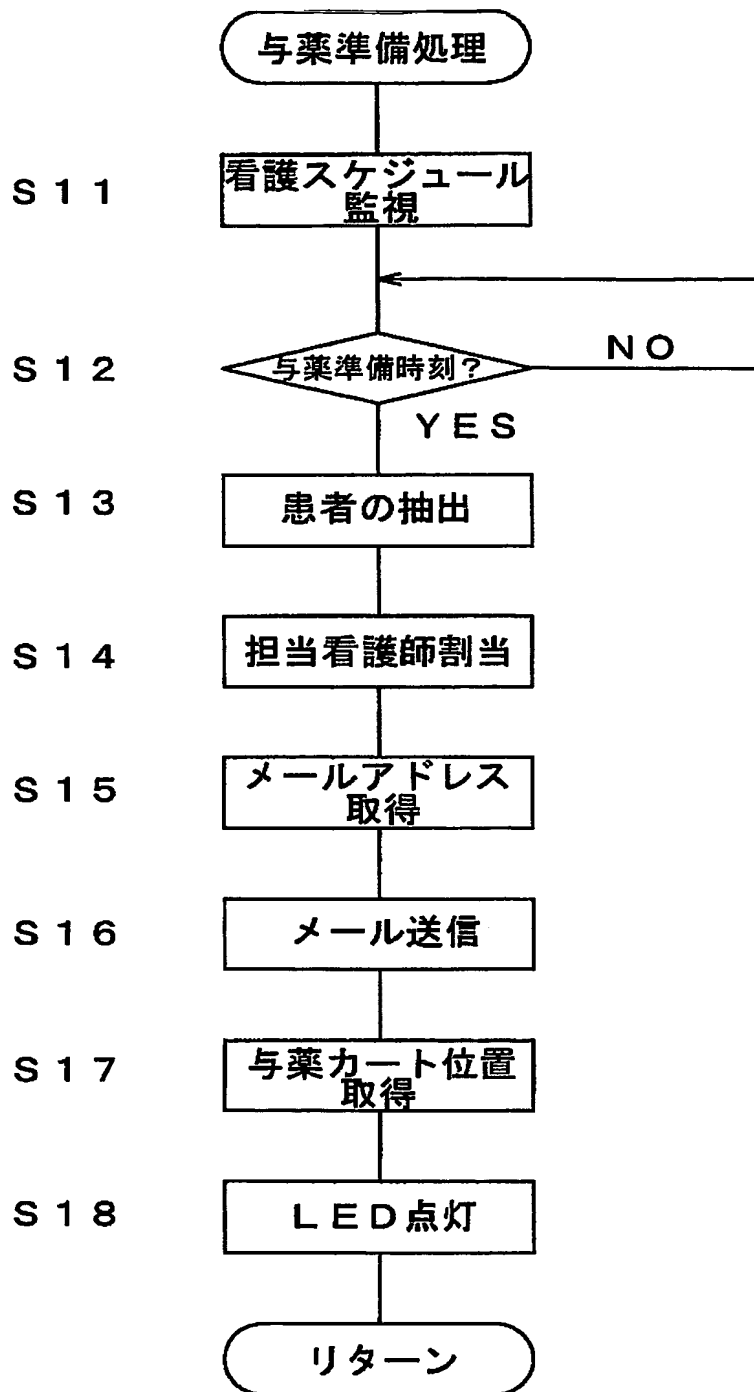 与薬準備処理
S11
看護スケジュール
監視
S12
与薬準備時刻?
NO
YES
S13
患者の抽出
S14
担当看護師割当
S15
メールアドレス
取得
S16
メール送信
S17
与薬カート位置
取得
S18
LED点灯
リターン